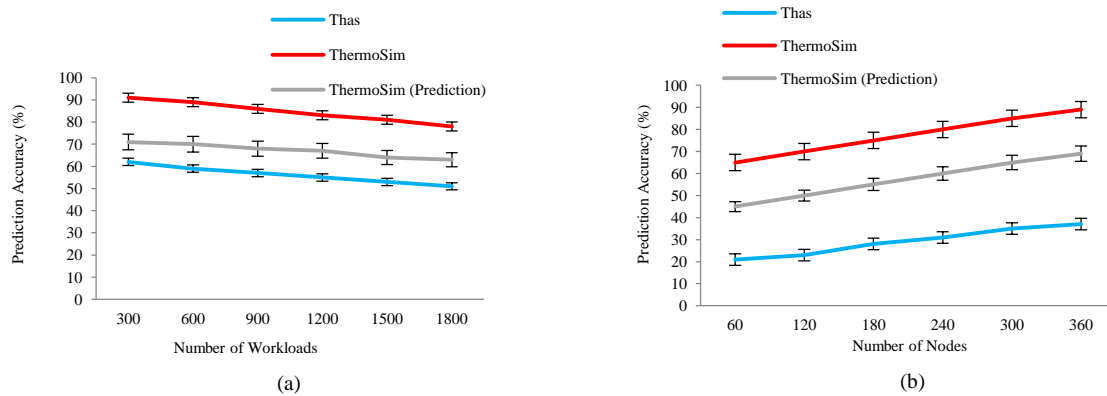 Thas
ThermoSim
ThermoSim (Prediction)
Prediction Accuracy (%)
100
90
80
70
60
50
40
30
20
10
0
300 600 900 1200 1500 1800
Number of Workloads
(a)
Thas
ThermoSim
ThermoSim (Prediction)
Prediction Accuracy (%)
100
90
80
70
60
50
40
30
20
10
0
60 120 180 240 300 360
Number of Nodes
(b)